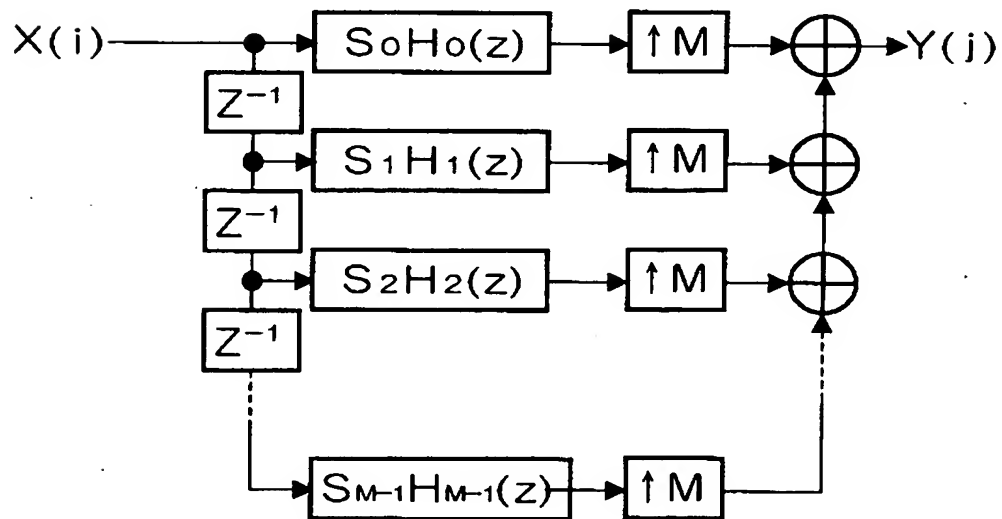 X(i) S₀H₀(z) ↑M Y(j)
Z⁻¹
S₁H₁(z) ↑M
Z⁻¹
S₂H₂(z) ↑M
Z⁻¹
Sₘ₋₁Hₘ₋₁(z) ↑M